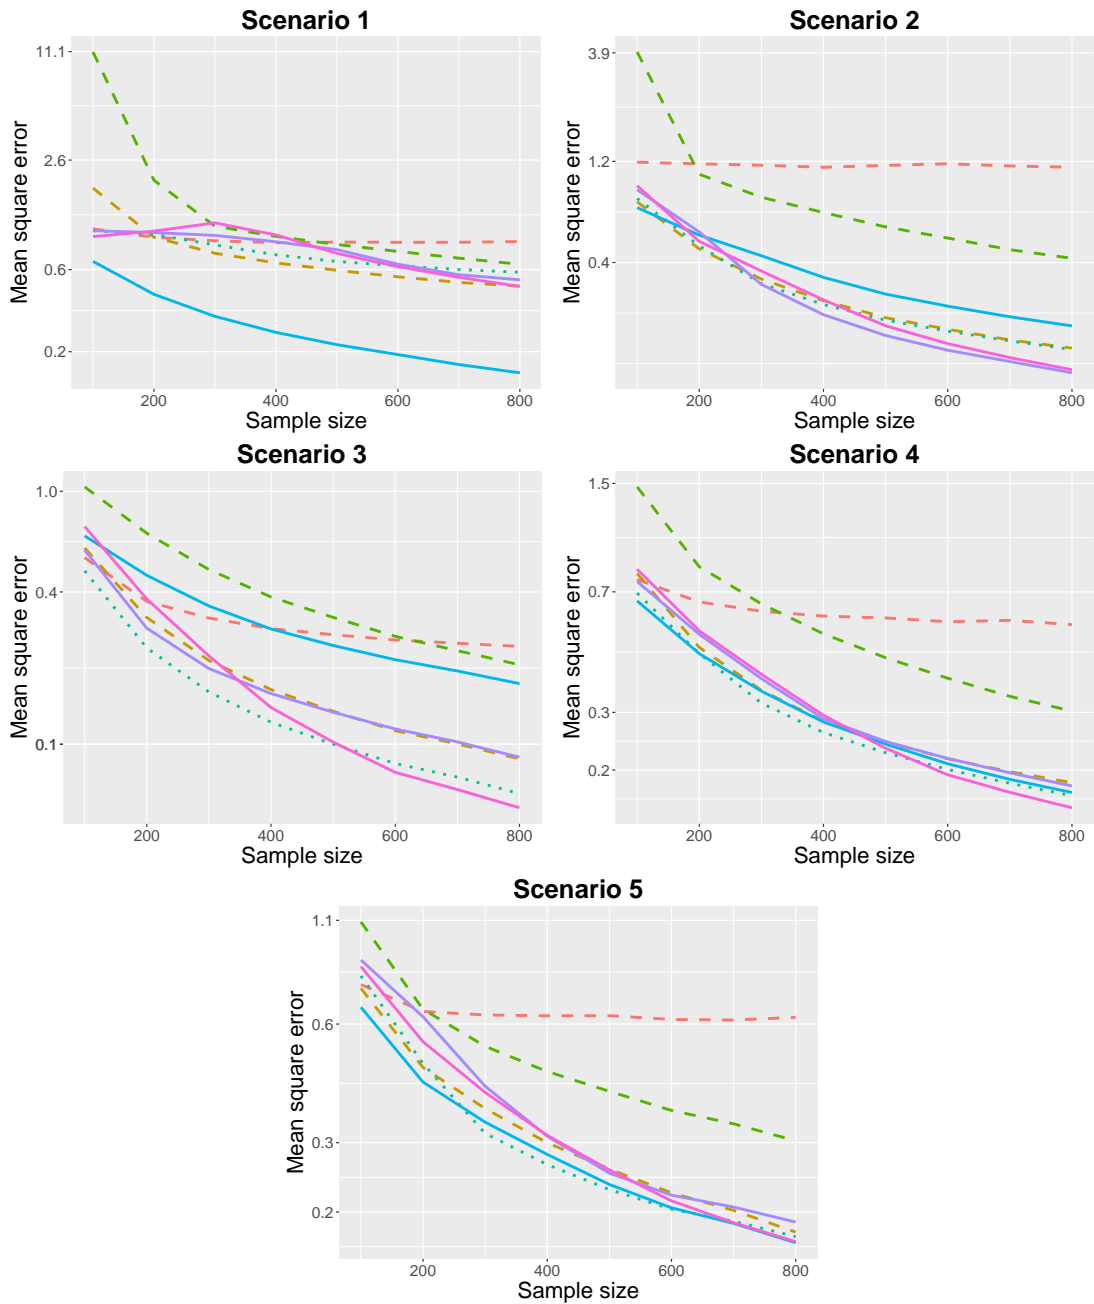 Scenario 1
Mean square error
11.1
2.6
0.6
0.2
200
400
600
800
Sample size
Scenario 2
Mean square error
3.9
1.2
0.4
200
400
600
800
Sample size
Scenario 3
Mean square error
1.0
0.4
0.1
200
400
600
800
Sample size
Scenario 4
Mean square error
1.5
0.7
0.3
0.2
200
400
600
800
Sample size
Scenario 5
Mean square error
1.1
0.6
0.3
0.2
200
400
600
800
Sample size